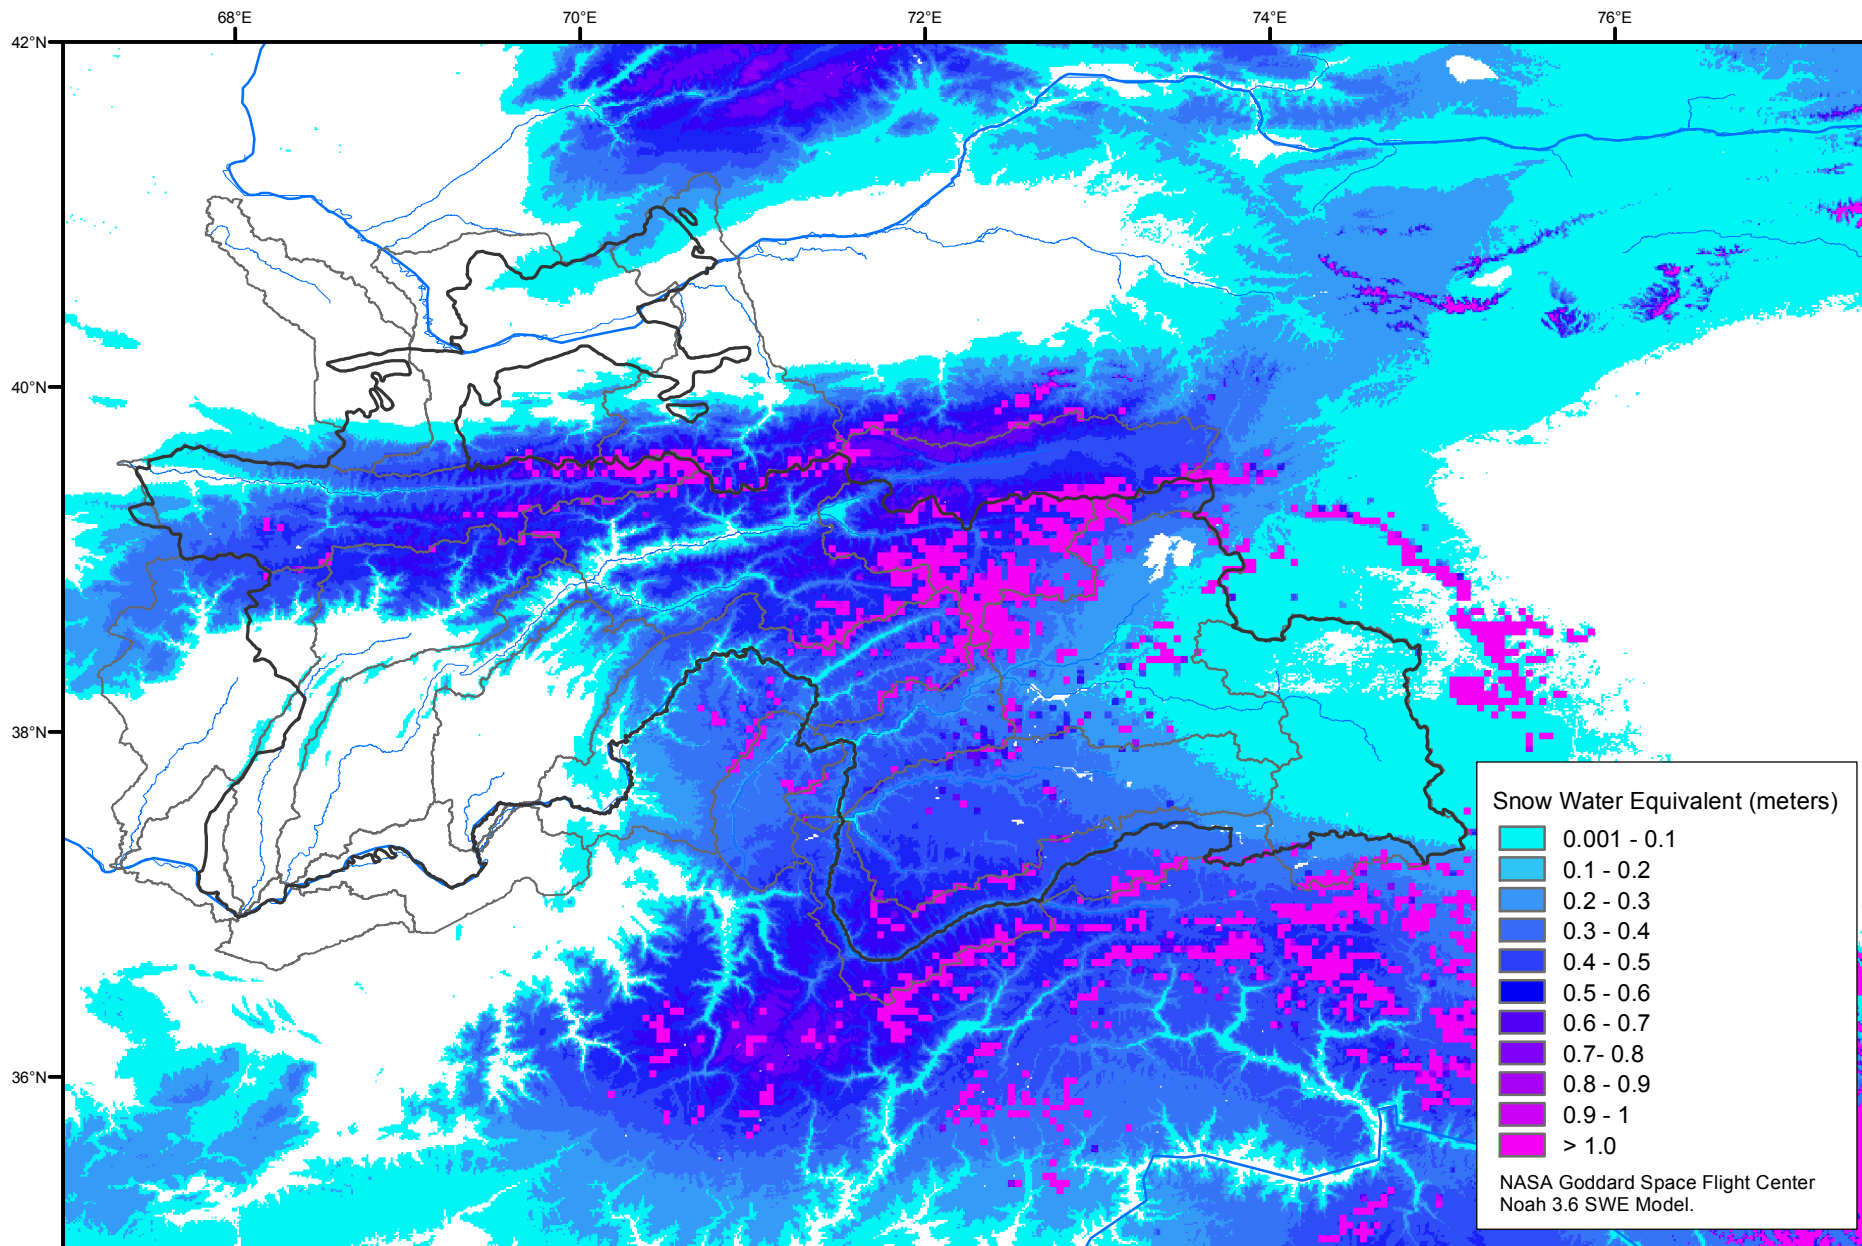 68°E 70°E 72°E 74°E 76°E
42°N
40°N
38°N
36°N
Snow Water Equivalent (meters)
0.001 - 0.1
0.1 - 0.2
0.2 - 0.3
0.3 - 0.4
0.4 - 0.5
0.5 - 0.6
0.6 - 0.7
0.7- 0.8
0.8 - 0.9
0.9 - 1
> 1.0
NASA Goddard Space Flight Center
Noah 3.6 SWE Model.